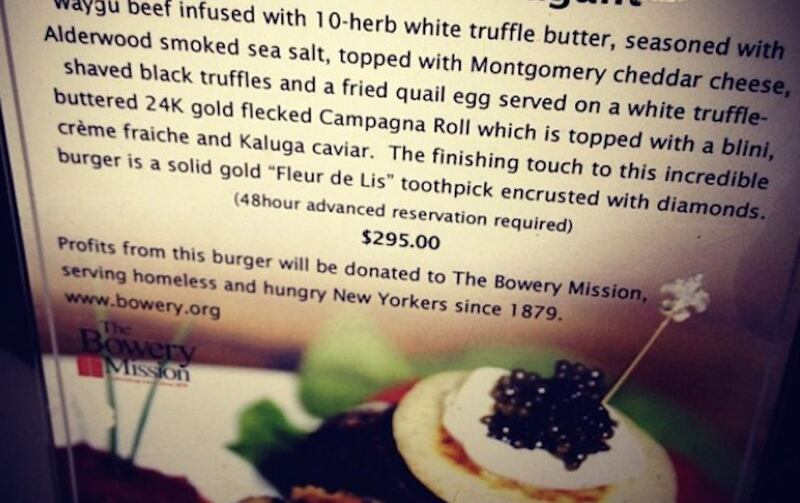 Waygu beef infused with 10-herb white truffle butter, seasoned with
Alderwood smoked sea salt, topped with Montgomery cheddar cheese,
shaved black truffles and a fried quail egg served on a white truffle-
buttered 24K gold flecked Campagna Roll which is topped with a blini,
crème fraiche and Kaluga caviar. The finishing touch to this incredible
burger is a solid gold “Fleur de Lis” toothpick encrusted with diamonds.
(48hour advanced reservation required)
$295.00
Profits from this burger will be donated to The Bowery Mission,
serving homeless and hungry New Yorkers since 1879.
www.bowery.org
The
Bowery
Mission